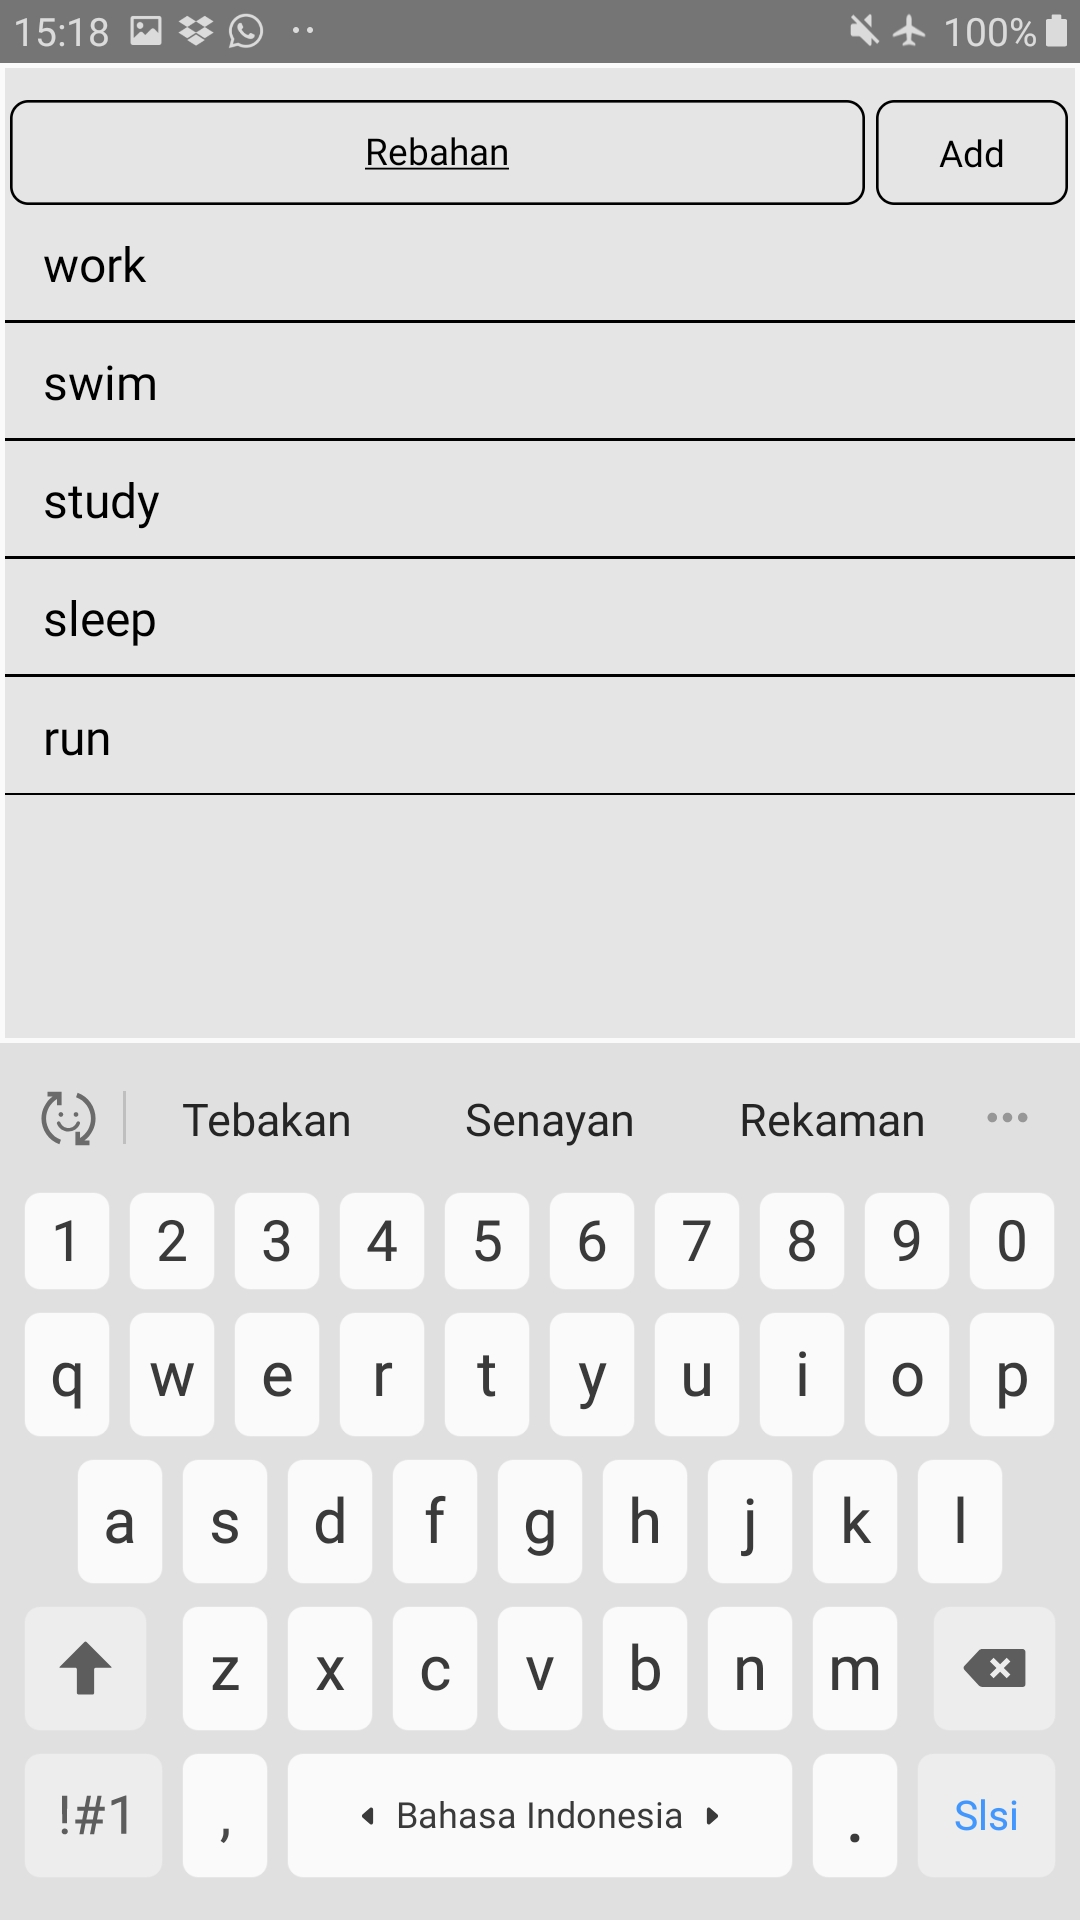 15:18 100%
Rebahan Add
work
swim
study
sleep
run
Tebakan Senayan Rekaman
1 2 3 4 5 6 7 8 9 0
q w e r t y u i o p
a s d f g h j k l
z x c v b n m
!#1 , Bahasa Indonesia . Slsi